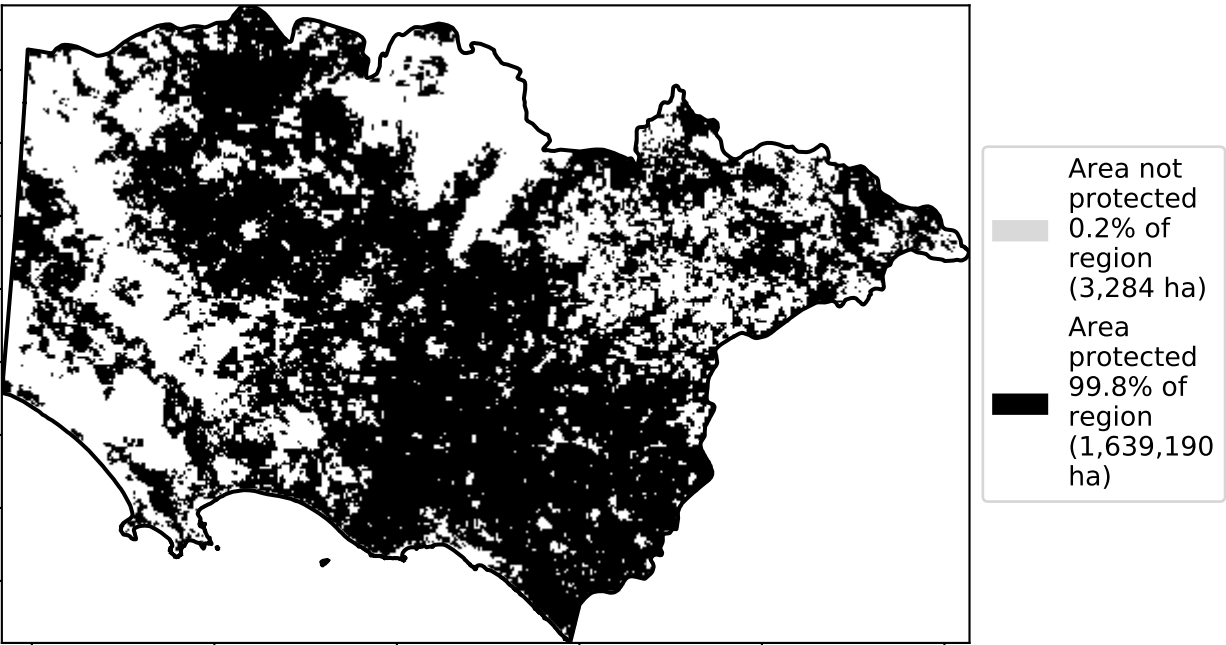 Area not
protected
0.2% of
region
(3,284 ha)
Area
protected
99.8% of
region
(1,639,190
ha)